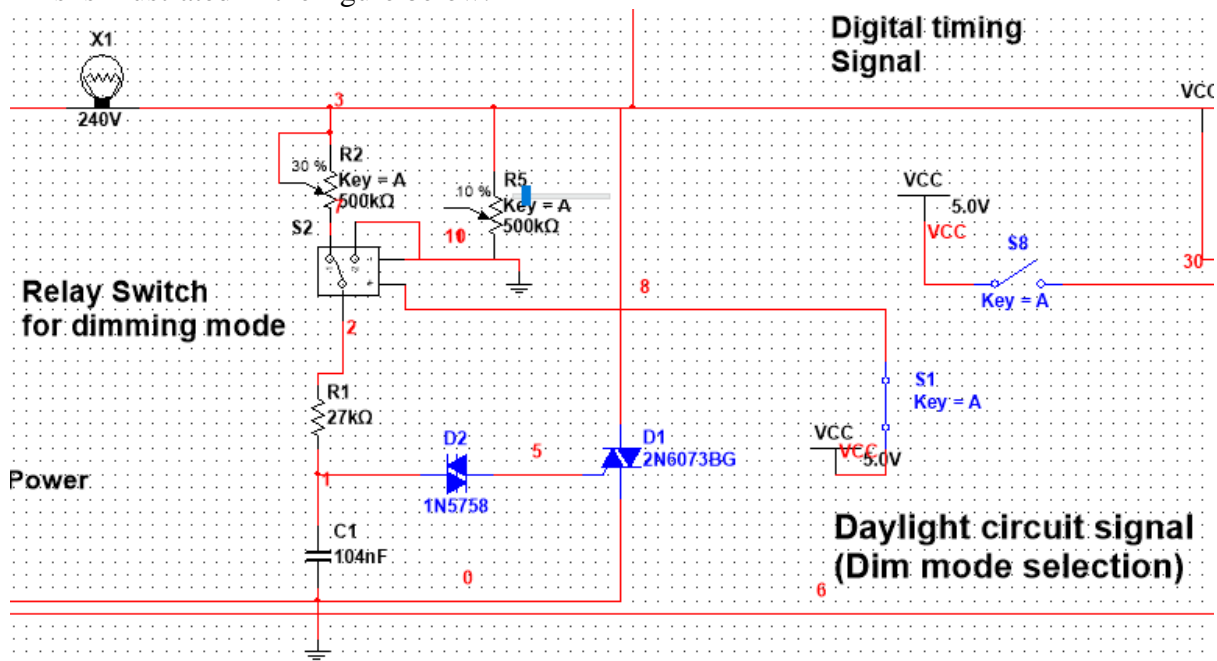 X1
240V
3
Digital timing
Signal
VCC
30 %
R2
Key = A
500kΩ
7
10 %
R5
Key = A
500kΩ
S2
10
VCC
5.0V
VCC
S8
Key = A
30
8
Relay Switch
for dimming mode
2
R1
27kΩ
S1
Key = A
D2
5
D1
2N6073BG
VCC
VCC
5.0V
Power
1
1N5758
C1
104nF
0
Daylight circuit signal
(Dim mode selection)
6